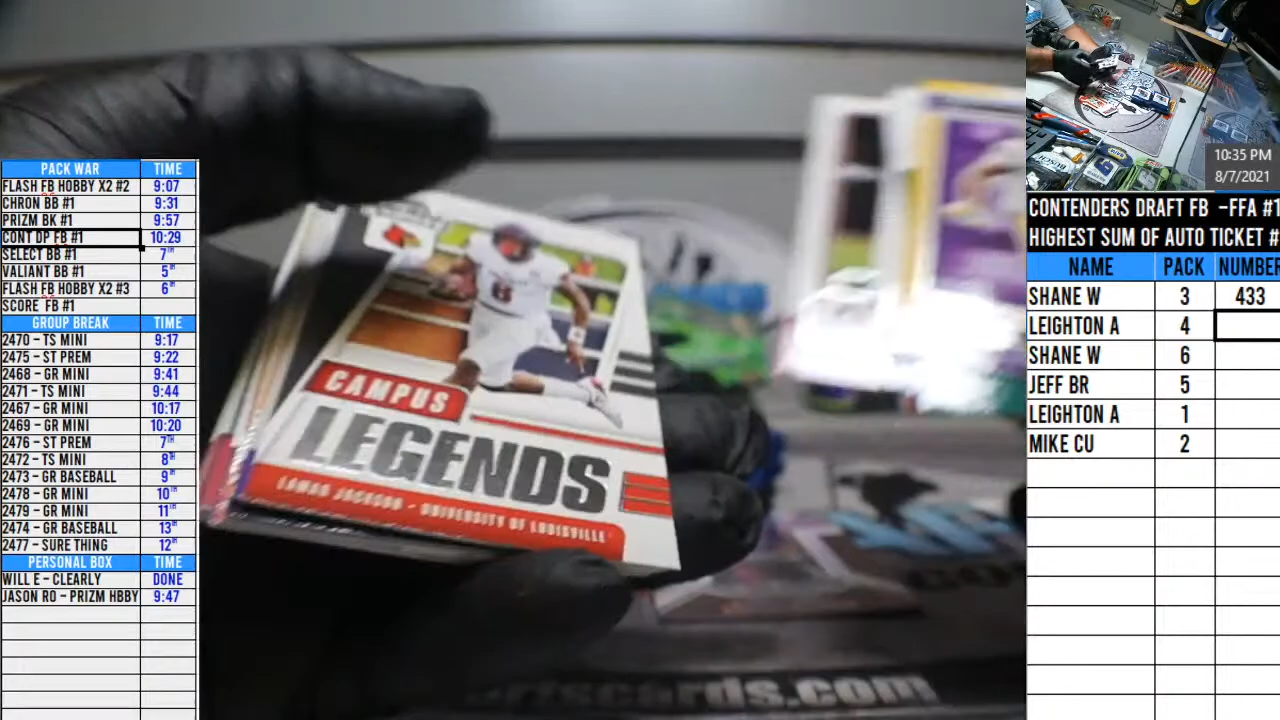 PACK WAR TIME
FLASH FB HOBBY X2 #2 9:07
CHRON BB #1 9:31
PRIZM BK #1 9:57
CONT DP FB #1 10:29
SELECT BB #1 7TH
VALIANT BB #1 5TH
FLASH FB HOBBY X2 #3 6TH
SCORE FB #1
GROUP BREAK TIME
2470 - TS MINI 9:17
2475 - ST PREM 9:22
2468 - GR MINI 9:41
2471 - TS MINI 9:44
2467 - GR MINI 10:17
2469 - GR MINI 10:20
2476 - ST PREM 7TH
2472 - TS MINI 8TH
2473 - GR BASEBALL 9TH
2478 - GR MINI 10TH
2479 - GR MINI 11TH
2474 - GR BASEBALL 13TH
2477 - SURE THING 12TH
PERSONAL BOX TIME
WILL E - CLEARLY DONE
JASON RO - PRIZM HBBY 9:47
CAMPUS
LEGENDS
LAMAR JACKSON - UNIVERSITY OF LOUISVILLE
rtscards.com
BUSCH
10:35 PM
8/7/2021
CONTENDERS DRAFT FB -FFA #1
HIGHEST SUM OF AUTO TICKET #
NAME PACK NUMBER
SHANE W 3 433
LEIGHTON A 4
SHANE W 6
JEFF BR 5
LEIGHTON A 1
MIKE CU 2